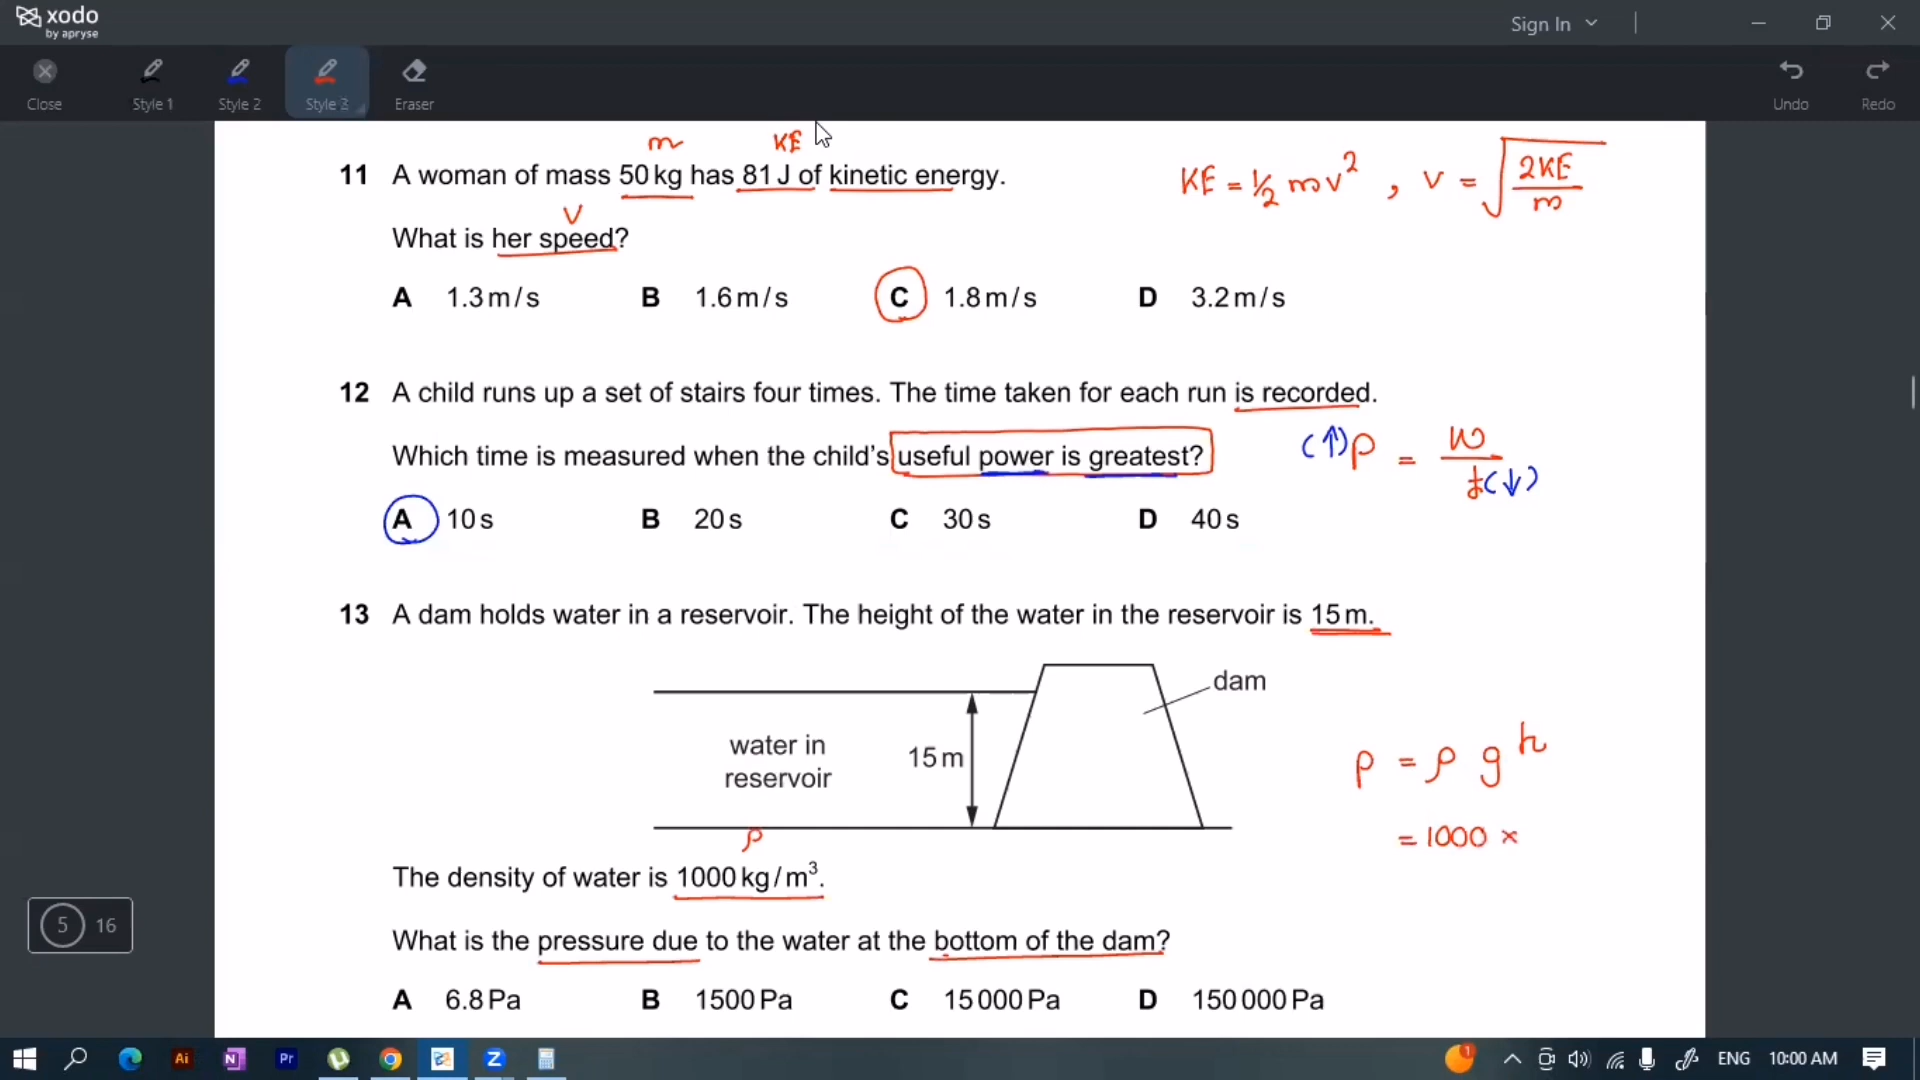 xodo
by apryse
Sign In
Close
Style 1
Style 2
Style 3
Eraser
Undo
Redo
m KE
11 A woman of mass 50 kg has 81 J of kinetic energy.
KE = ½ mv² , v = √(2KE/m)
v
What is her speed?
A 1.3 m / s B 1.6 m / s C 1.8 m / s D 3.2 m / s
12 A child runs up a set of stairs four times. The time taken for each run is recorded.
Which time is measured when the child's useful power is greatest?
(↑)P = W/t(↓)
A 10 s B 20 s C 30 s D 40 s
13 A dam holds water in a reservoir. The height of the water in the reservoir is 15 m.
dam
water in
reservoir
15 m
P = ρ g h
= 1000 ×
ρ
The density of water is 1000 kg / m³.
What is the pressure due to the water at the bottom of the dam?
A 6.8 Pa B 1500 Pa C 15 000 Pa D 150 000 Pa
5 16
Ai
N
Pr
Z
1
ENG
10:00 AM